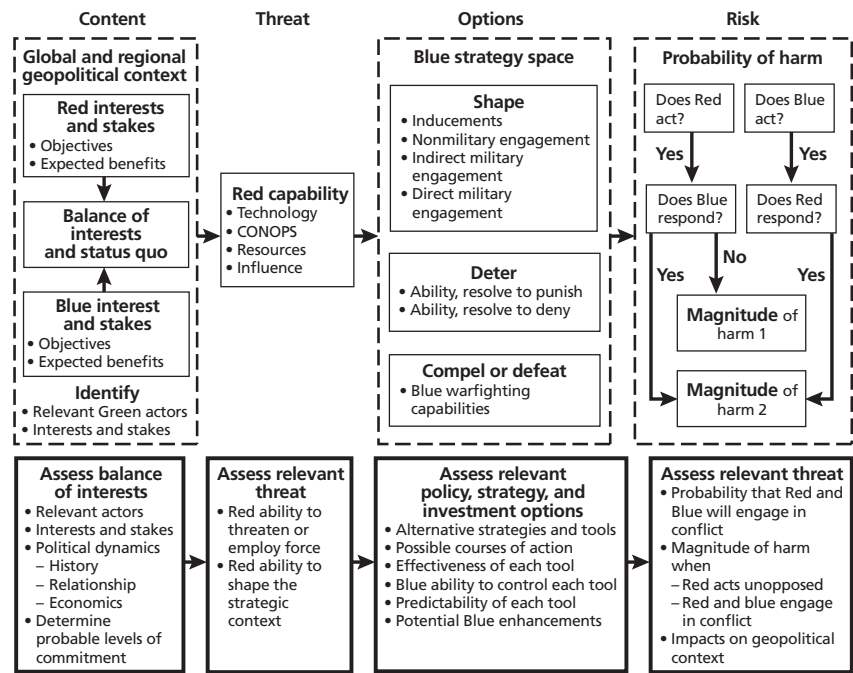 Content
Threat
Options
Risk
Global and regional
geopolitical context
Red interests
and stakes
• Objectives
• Expected benefits
Balance of
interests
and status quo
Blue interest
and stakes
• Objectives
• Expected benefits
Identify
• Relevant Green actors
• Interests and stakes
Red capability
• Technology
• CONOPS
• Resources
• Influence
Blue strategy space
Shape
• Inducements
• Nonmilitary engagement
• Indirect military
engagement
• Direct military
engagement
Deter
• Ability, resolve to punish
• Ability, resolve to deny
Compel or defeat
• Blue warfighting
capabilities
Probability of harm
Does Red
act?
Does Blue
act?
Yes
Yes
Does Blue
respond?
Does Red
respond?
Yes
No
Yes
Magnitude of
harm 1
Magnitude of
harm 2
Assess balance
of interests
• Relevant actors
• Interests and stakes
• Political dynamics
– History
– Relationship
– Economics
• Determine
probable levels of
commitment
Assess relevant
threat
• Red ability to
threaten or
employ force
• Red ability to
shape the
strategic
context
Assess relevant
policy, strategy, and
investment options
• Alternative strategies and tools
• Possible courses of action
• Effectiveness of each tool
• Blue ability to control each tool
• Predictability of each tool
• Potential Blue enhancements
Assess relevant threat
• Probability that Red and
Blue will engage in
conflict
• Magnitude of harm
when
– Red acts unopposed
– Red and blue engage
in conflict
• Impacts on geopolitical
context